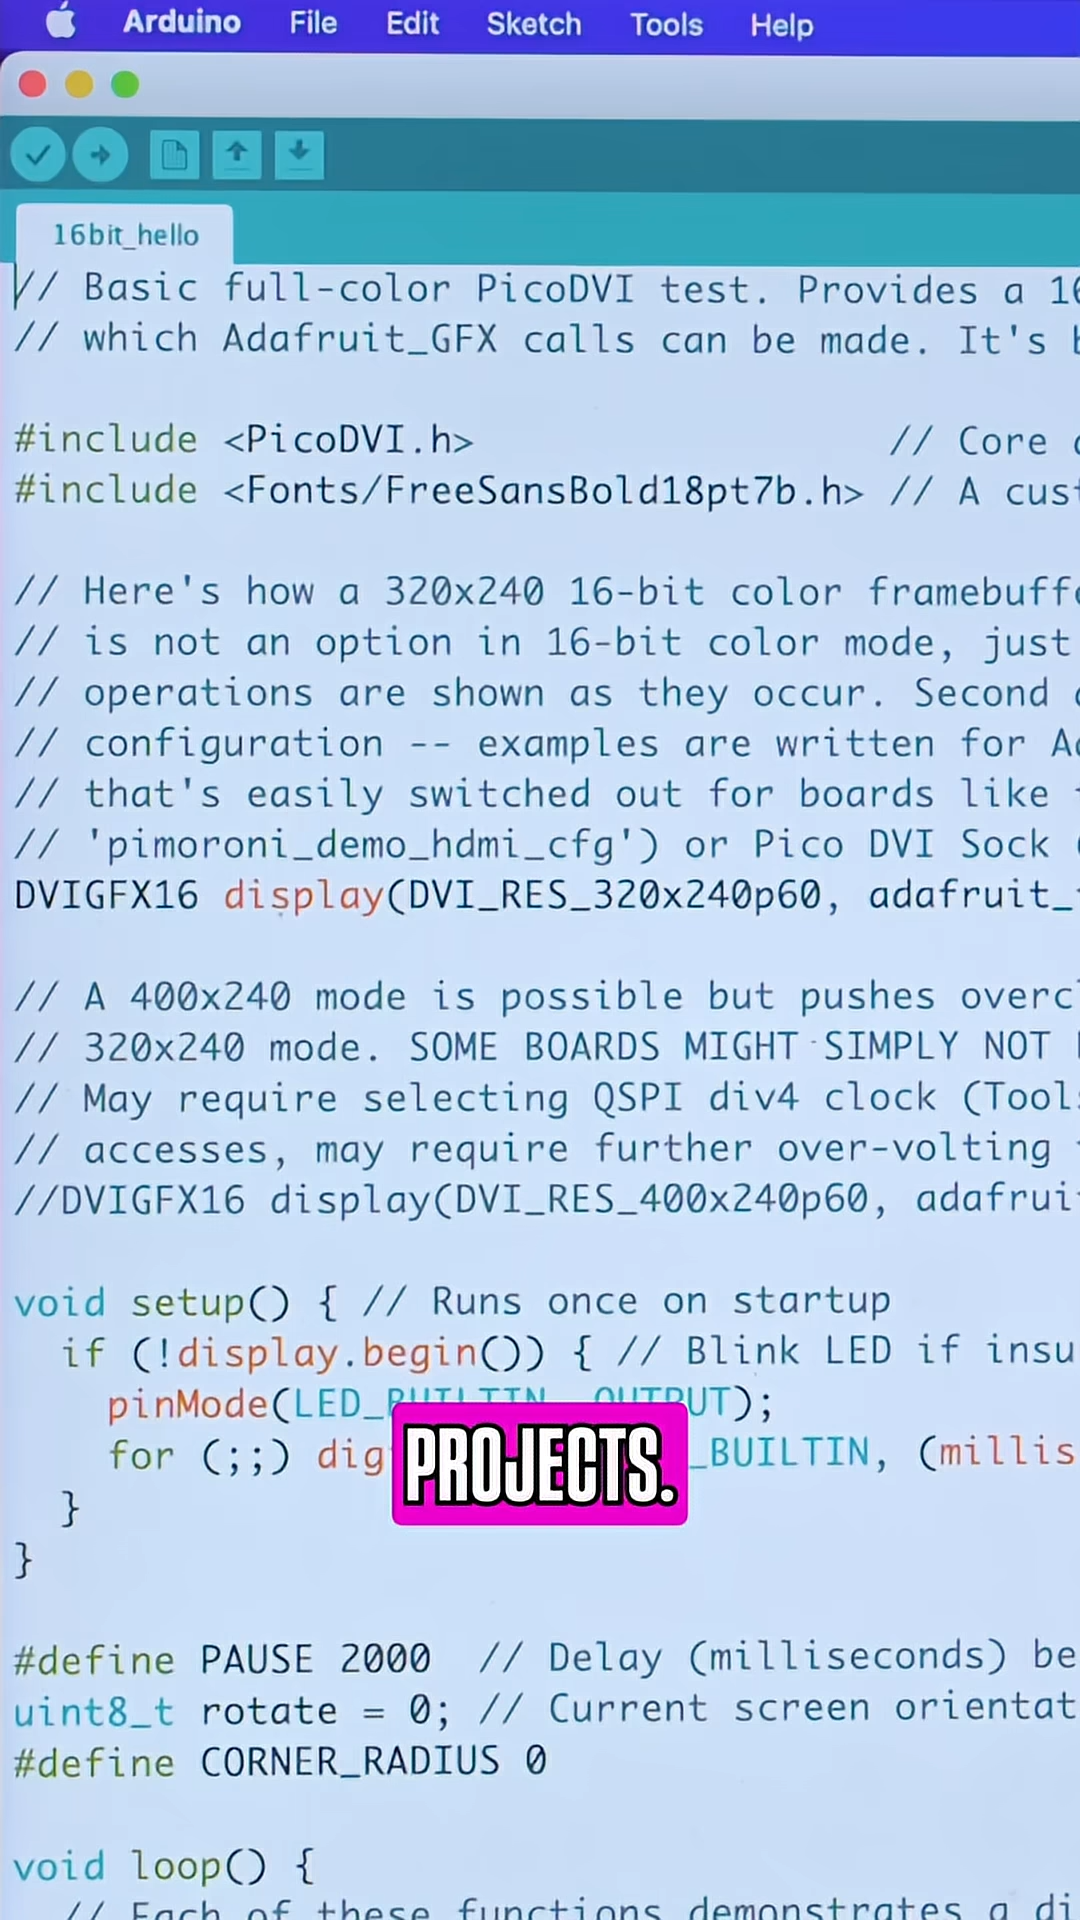 Arduino File Edit Sketch Tools Help
16bit_hello
// Basic full-color PicoDVI test. Provides a
// which Adafruit_GFX calls can be made. It's
#include <PicoDVI.h> // Core
#include <Fonts/FreeSansBold18pt7b.h> // A
// Here's how a 320x240 16-bit color
// is not an option in 16-bit color mode, just
// operations are shown as they occur. Second
// configuration -- examples are written for
// that's easily switched out for boards like
// 'pimoroni_demo_hdmi_cfg') or Pico DVI Sock
DVIGFX16 display(DVI_RES_320x240p60, adafruit_
// A 400x240 mode is possible but pushes
// 320x240 mode. SOME BOARDS MIGHT SIMPLY NOT
// May require selecting QSPI div4 clock (Tool
// accesses, may require further over-volting
//DVIGFX16 display(DVI_RES_400x240p60, adafrui
void setup() { // Runs once on startup
if (!display.begin()) { // Blink LED if insu
pinMode(LED_BUILTIN, OUTPUT);
for (;;) dig _BUILTIN, (millis
PROJECTS.
}
}
#define PAUSE 2000 // Delay (milliseconds) be
uint8_t rotate = 0; // Current screen orientat
#define CORNER_RADIUS 0
void loop() {
// Each of these functions demonstrates a di